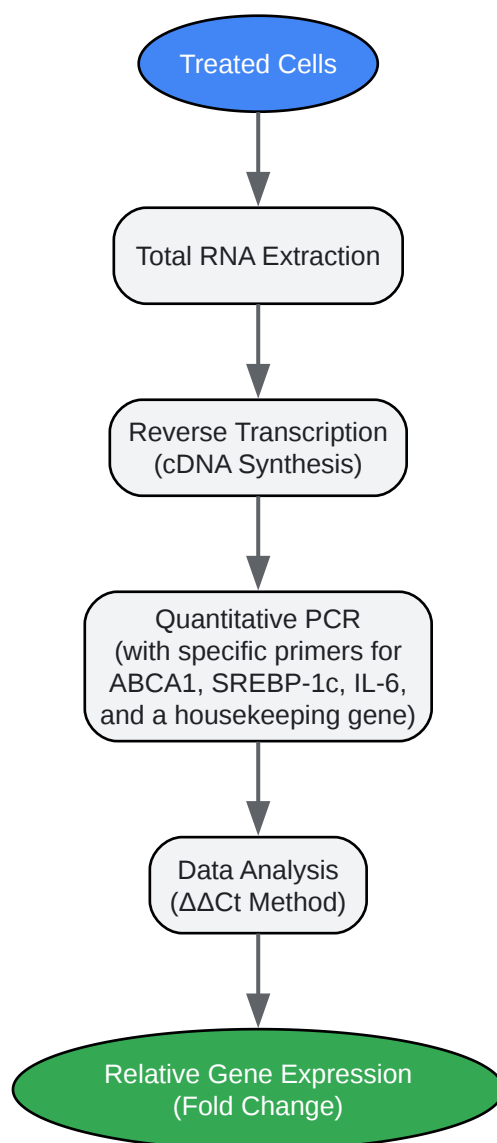 Treated Cells
Total RNA Extraction
Reverse Transcription
(cDNA Synthesis)
Quantitative PCR
(with specific primers for
ABCA1, SREBP-1c, IL-6,
and a housekeeping gene)
Data Analysis
(ΔΔCt Method)
Relative Gene Expression
(Fold Change)